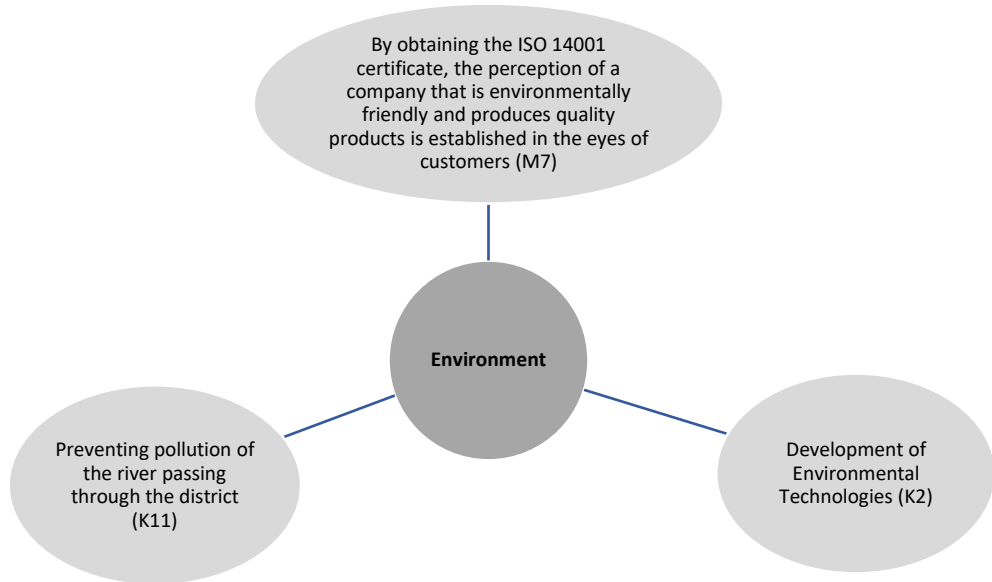 By obtaining the ISO 14001
certificate, the perception of a
company that is environmentally
friendly and produces quality
products is established in the eyes of
customers (M7)
Environment
Preventing pollution of
the river passing
through the district
(K11)
Development of
Environmental
Technologies (K2)